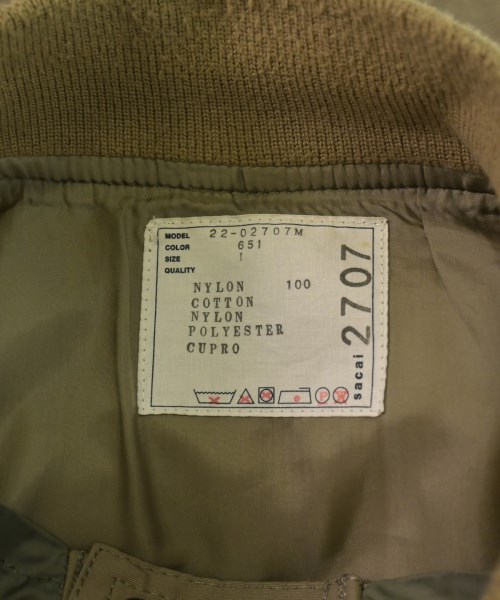 MODEL 22-02707M
COLOR 651
SIZE 1
QUALITY
NYLON 100
COTTON
NYLON
POLYESTER
CUPRO
P
sacai 2707